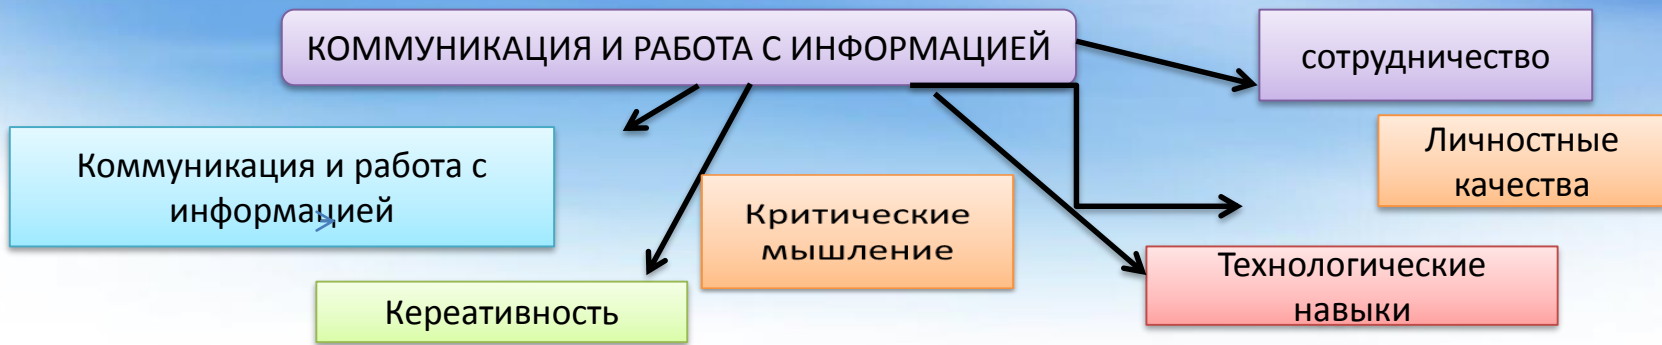 КОММУНИКАЦИЯ И РАБОТА С ИНФОРМАЦИЕЙ
сотрудничество
Коммуникация и работа с
информацией
Личностные
качества
Критические
мышление
Технологические
навыки
Кереативность